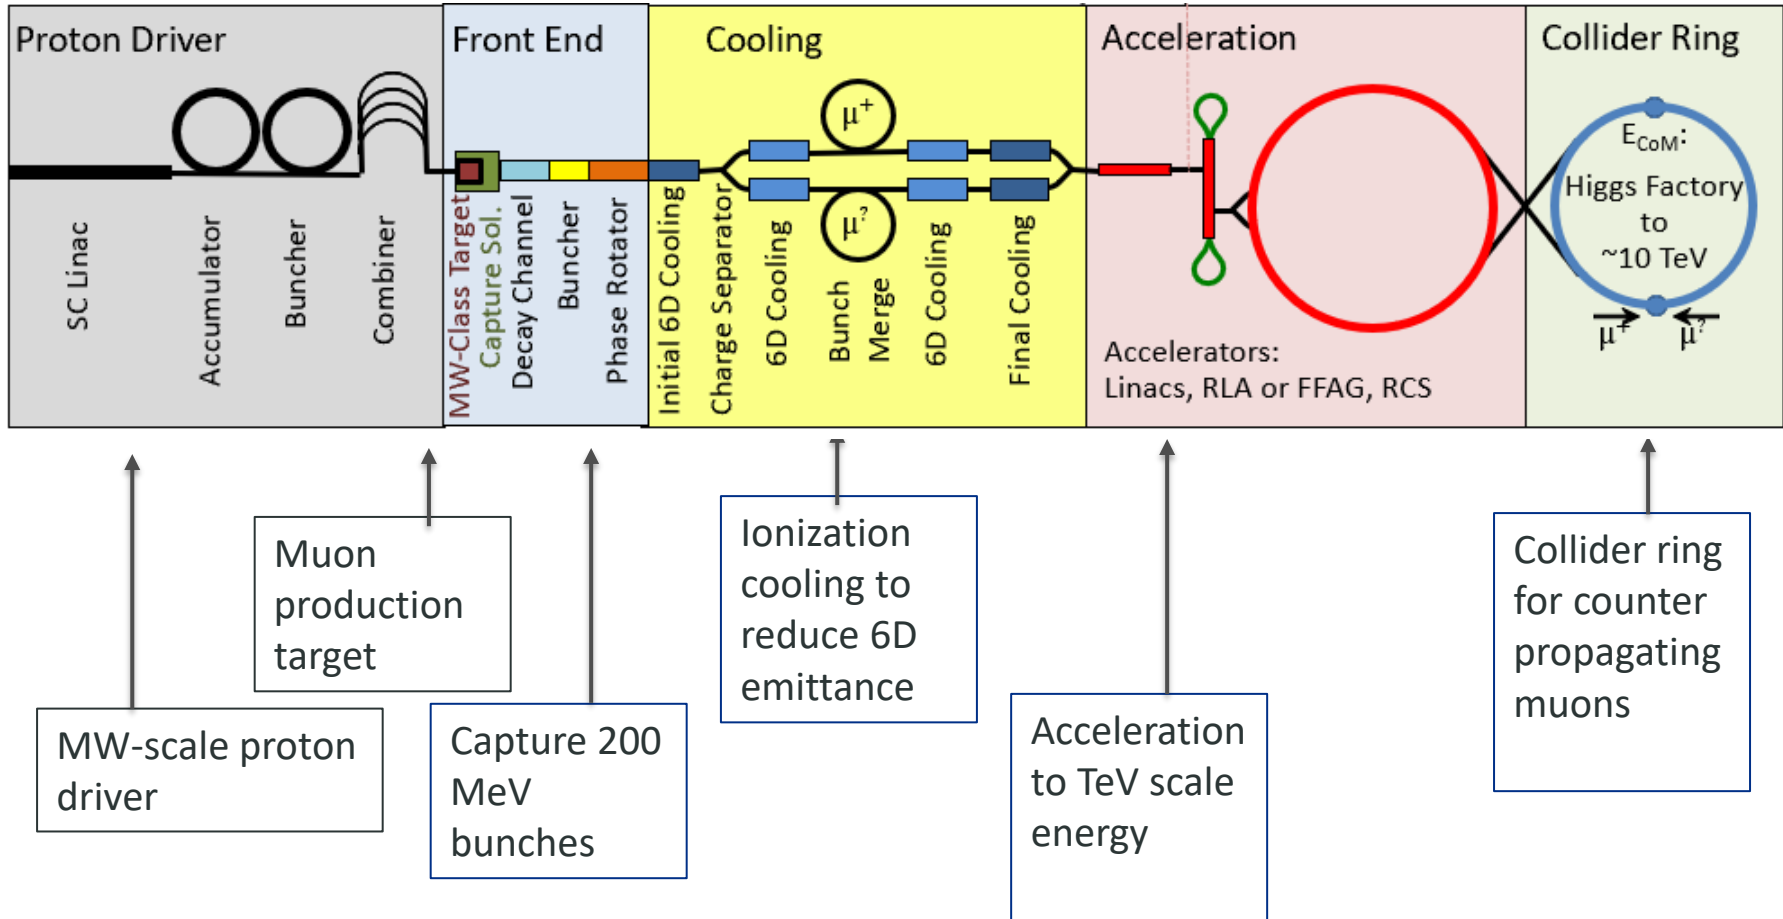 Proton Driver
Front End
Cooling
Acceleration
Collider Ring
SC Linac
Accumulator
Buncher
Combiner
MW-Class Target
Capture Sol.
Decay Channel
Buncher
Phase Rotator
Initial 6D Cooling
Charge Separator
6D Cooling
μ+
μ?
Bunch
Merge
6D Cooling
Final Cooling
Accelerators:
Linacs, RLA or FFAG, RCS
ECoM:
Higgs Factory
to
~10 TeV
μ+
μ?
MW-scale proton
driver
Muon
production
target
Capture 200
MeV
bunches
Ionization
cooling to
reduce 6D
emittance
Acceleration
to TeV scale
energy
Collider ring
for counter
propagating
muons